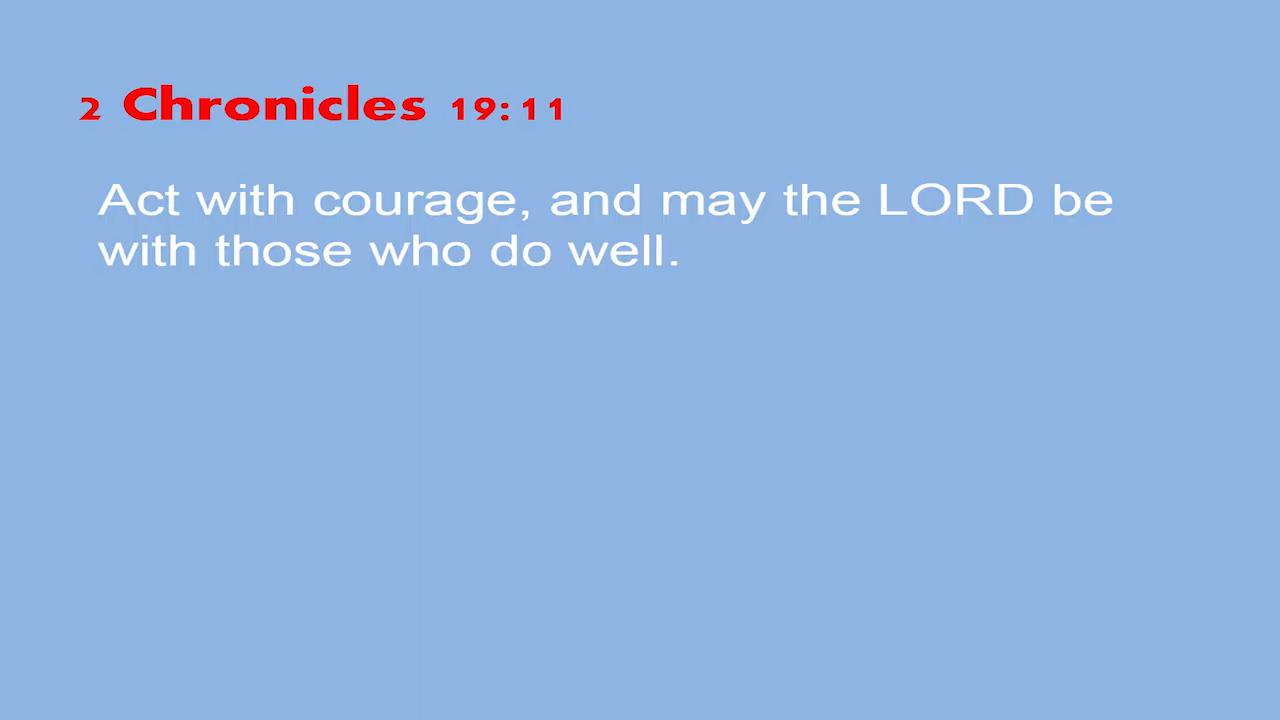 2 Chronicles 19:11
Act with courage, and may the LORD be
with those who do well.